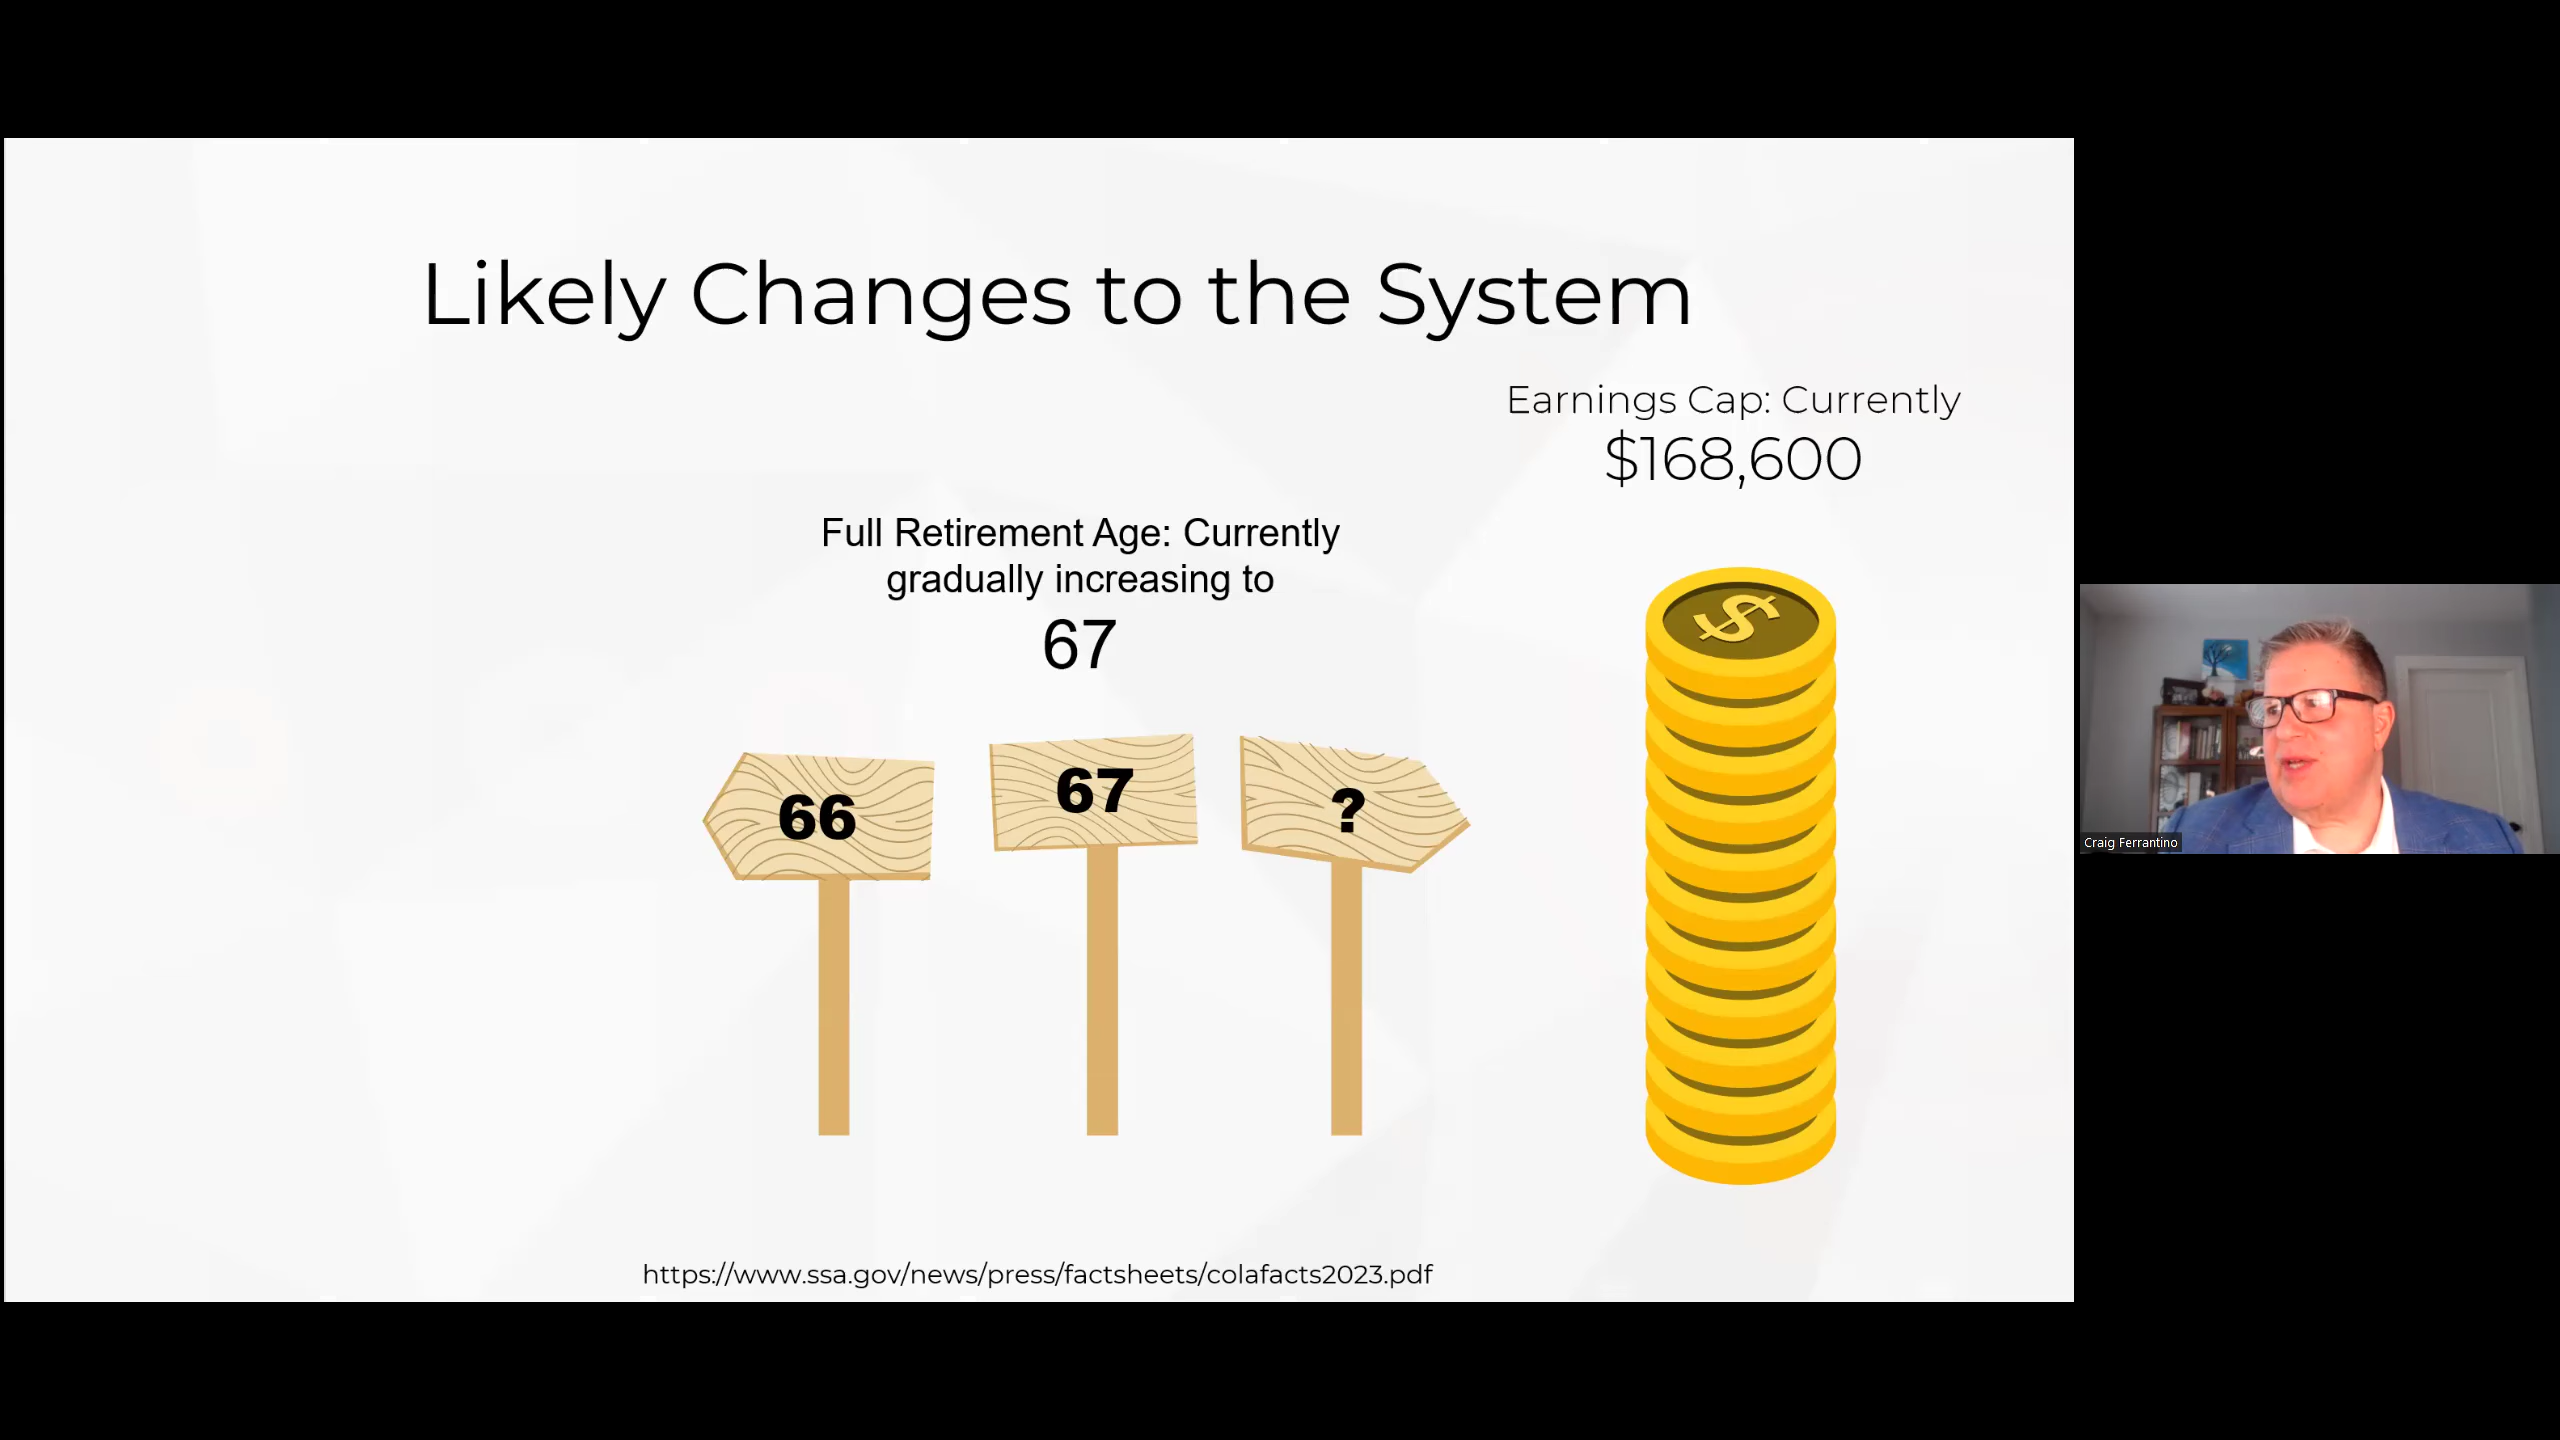 Likely Changes to the System
Earnings Cap: Currently
$168,600
Full Retirement Age: Currently
gradually increasing to
67
66
67
?
$
https://www.ssa.gov/news/press/factsheets/colafacts2023.pdf
Craig Ferrantino